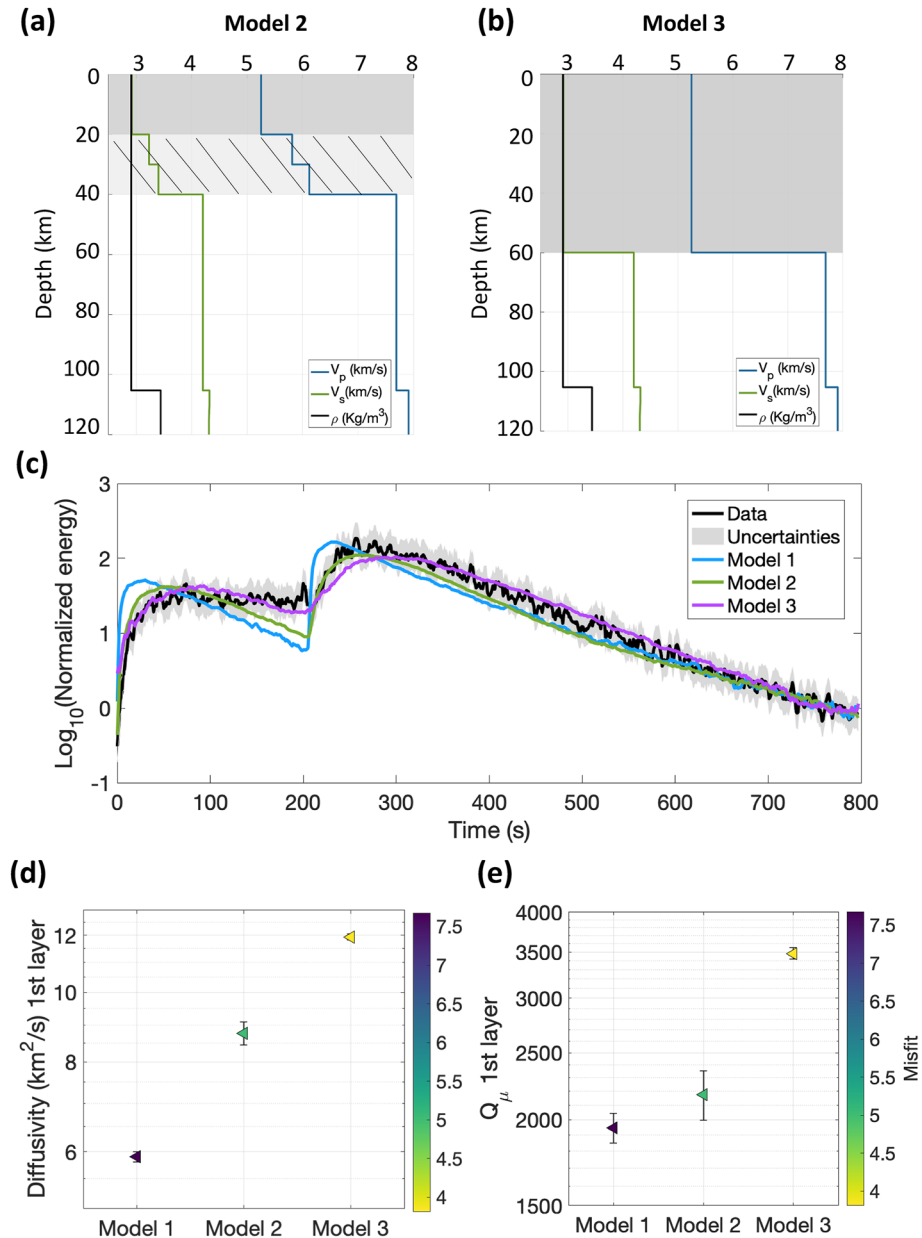 (a)
Model 2
3 4 5 6 7 8
0
20
40
60
80
100
120
Depth (km)
V_p (km/s)
V_s(km/s)
ρ (Kg/m³)
(b)
Model 3
3 4 5 6 7 8
0
20
40
60
80
100
120
Depth (km)
V_p (km/s)
V_s(km/s)
ρ (Kg/m³)
(c)
3
2
1
0
-1
Log₁₀(Normalized energy)
Data
Uncertainties
Model 1
Model 2
Model 3
0 100 200 300 400 500 600 700 800
Time (s)
(d)
Diffusivity (km²/s) 1st layer
12
10
8
6
Model 1 Model 2 Model 3
7.5
7
6.5
6
5.5
5
4.5
4
(e)
Q_μ 1st layer
4000
3500
3000
2500
2000
1500
Model 1 Model 2 Model 3
7.5
7
6.5
6
5.5
5
4.5
4
Misfit